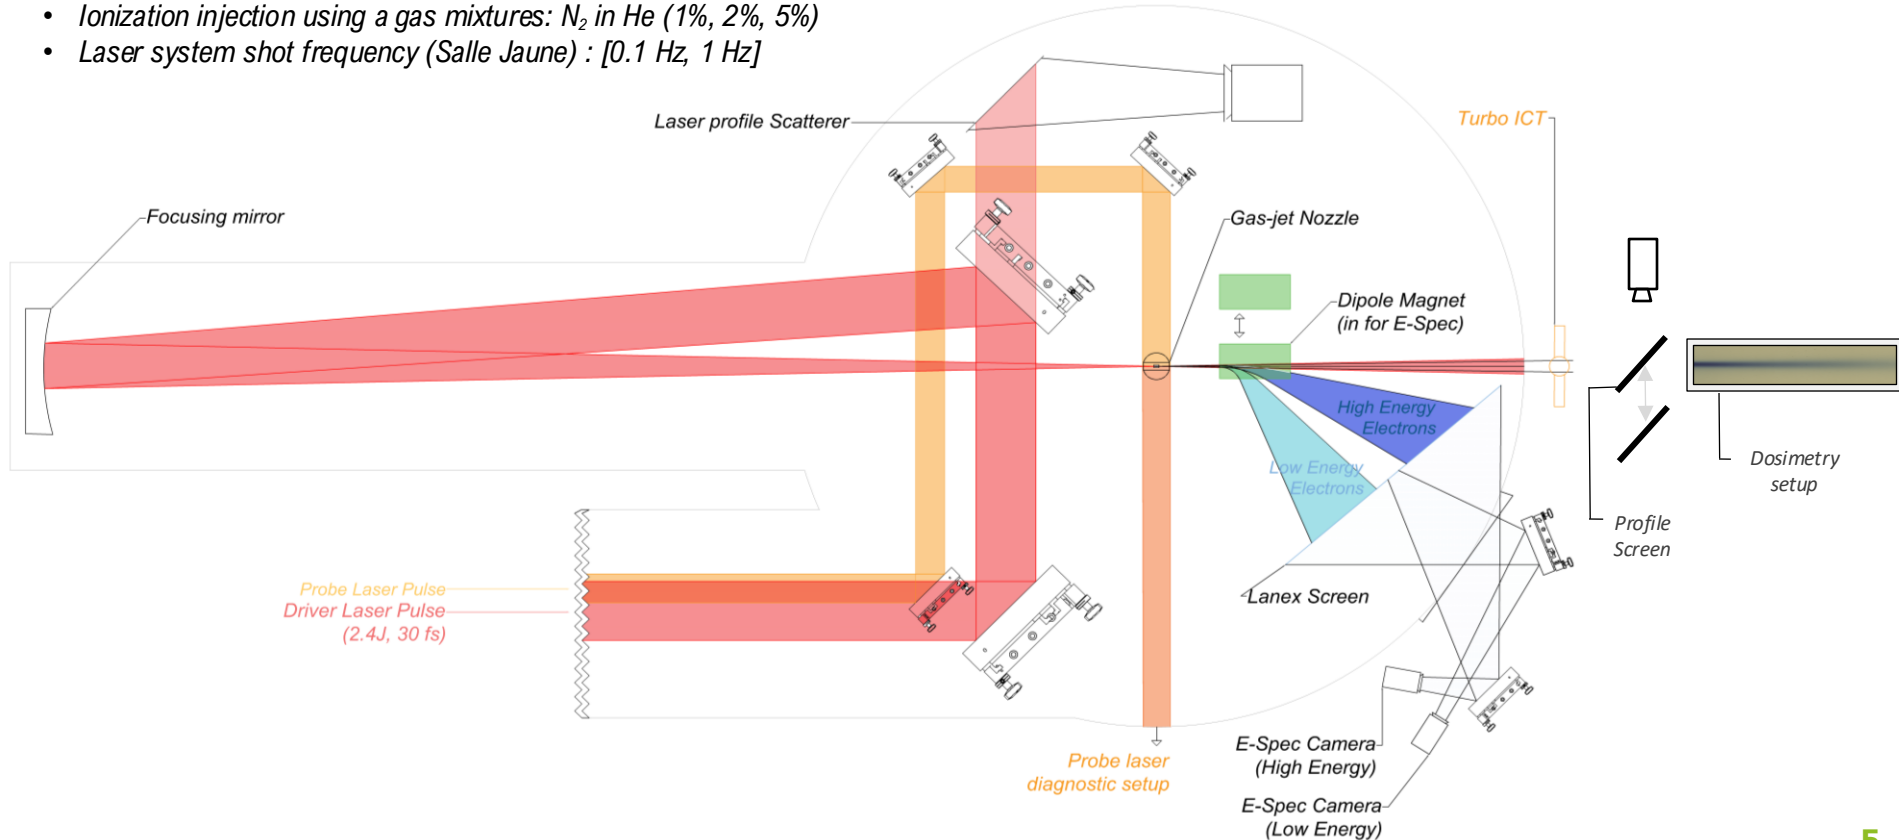 • Ionization injection using a gas mixtures: N₂ in He (1%, 2%, 5%)
• Laser system shot frequency (Salle Jaune) : [0.1 Hz, 1 Hz]
Laser profile Scatterer
Turbo ICT
Focusing mirror
Gas-jet Nozzle
Dipole Magnet
(in for E-Spec)
High Energy
Electrons
Low Energy
Electrons
Dosimetry
setup
Profile
Screen
Probe Laser Pulse
Driver Laser Pulse
(2.4J, 30 fs)
Lanex Screen
Probe laser
diagnostic setup
E-Spec Camera
(High Energy)
E-Spec Camera
(Low Energy)